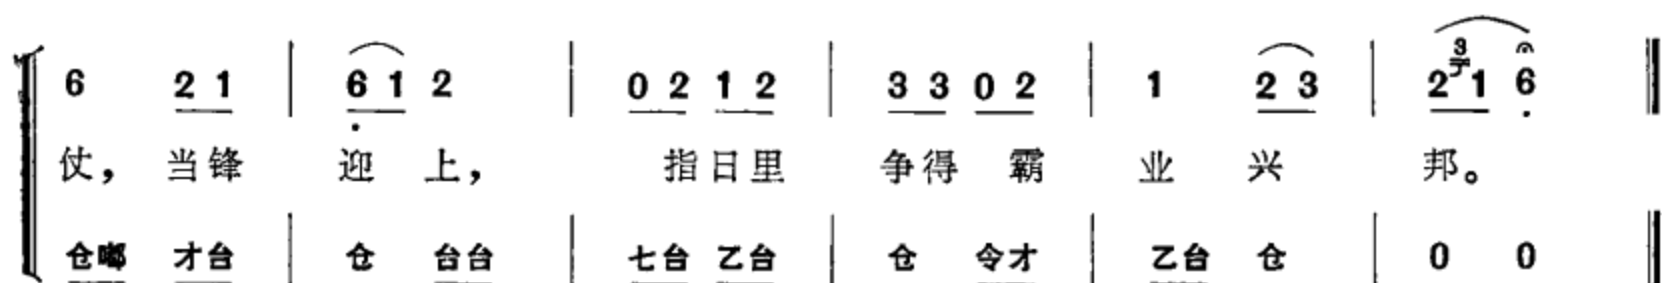 6 2 1 | 6 1 2 | 0 2 1 2 | 3 3 0 2 | 1 2 3 | 2 3 1 6
仗， 当锋 迎 上， 指日里 争得 霸 业 兴 邦。
仓嘟 才台 仓 台台 七台 乙台 仓 令才 乙台 仓 0 0